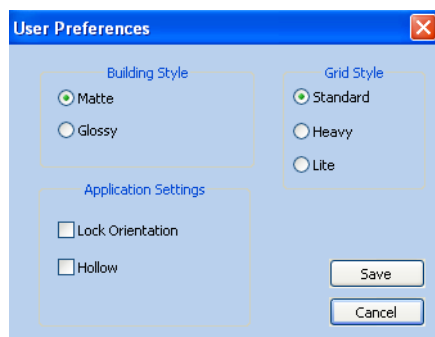 User Preferences
Building Style
Matte
Glossy
Grid Style
Standard
Heavy
Lite
Application Settings
Lock Orientation
Hollow
Save
Cancel